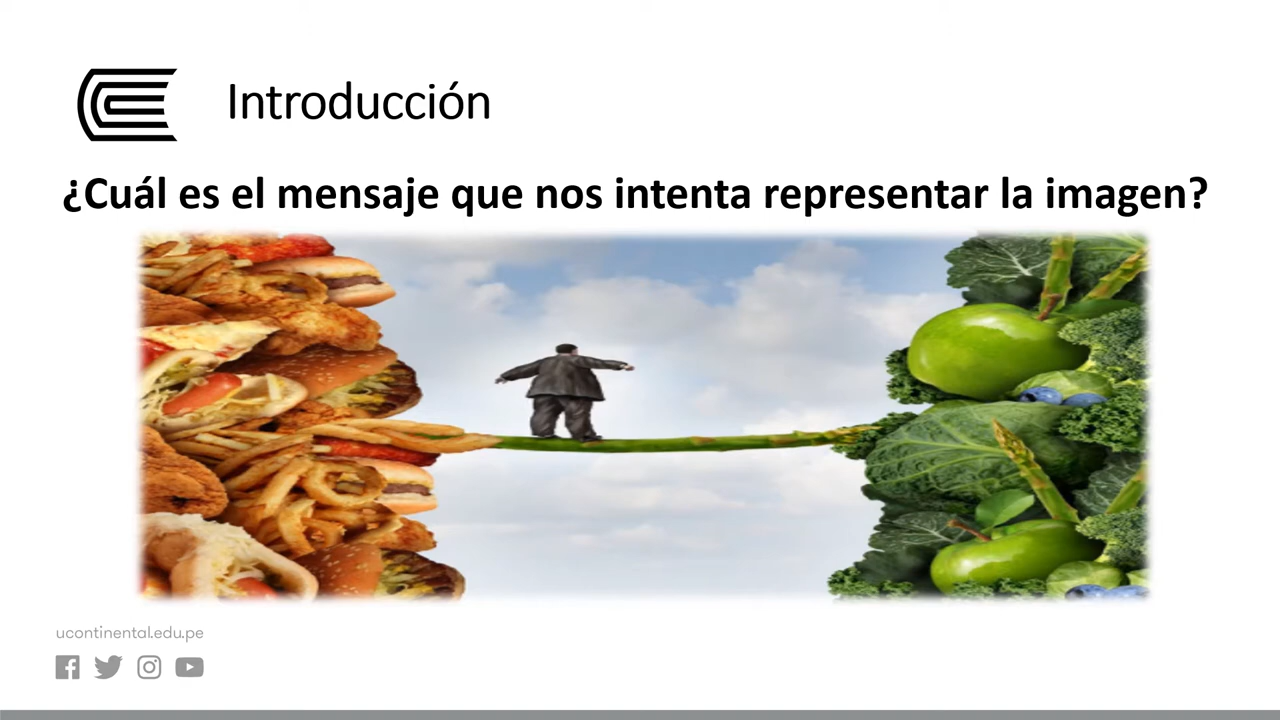 Introducción
¿Cuál es el mensaje que nos intenta representar la imagen?
ucontinental.edu.pe